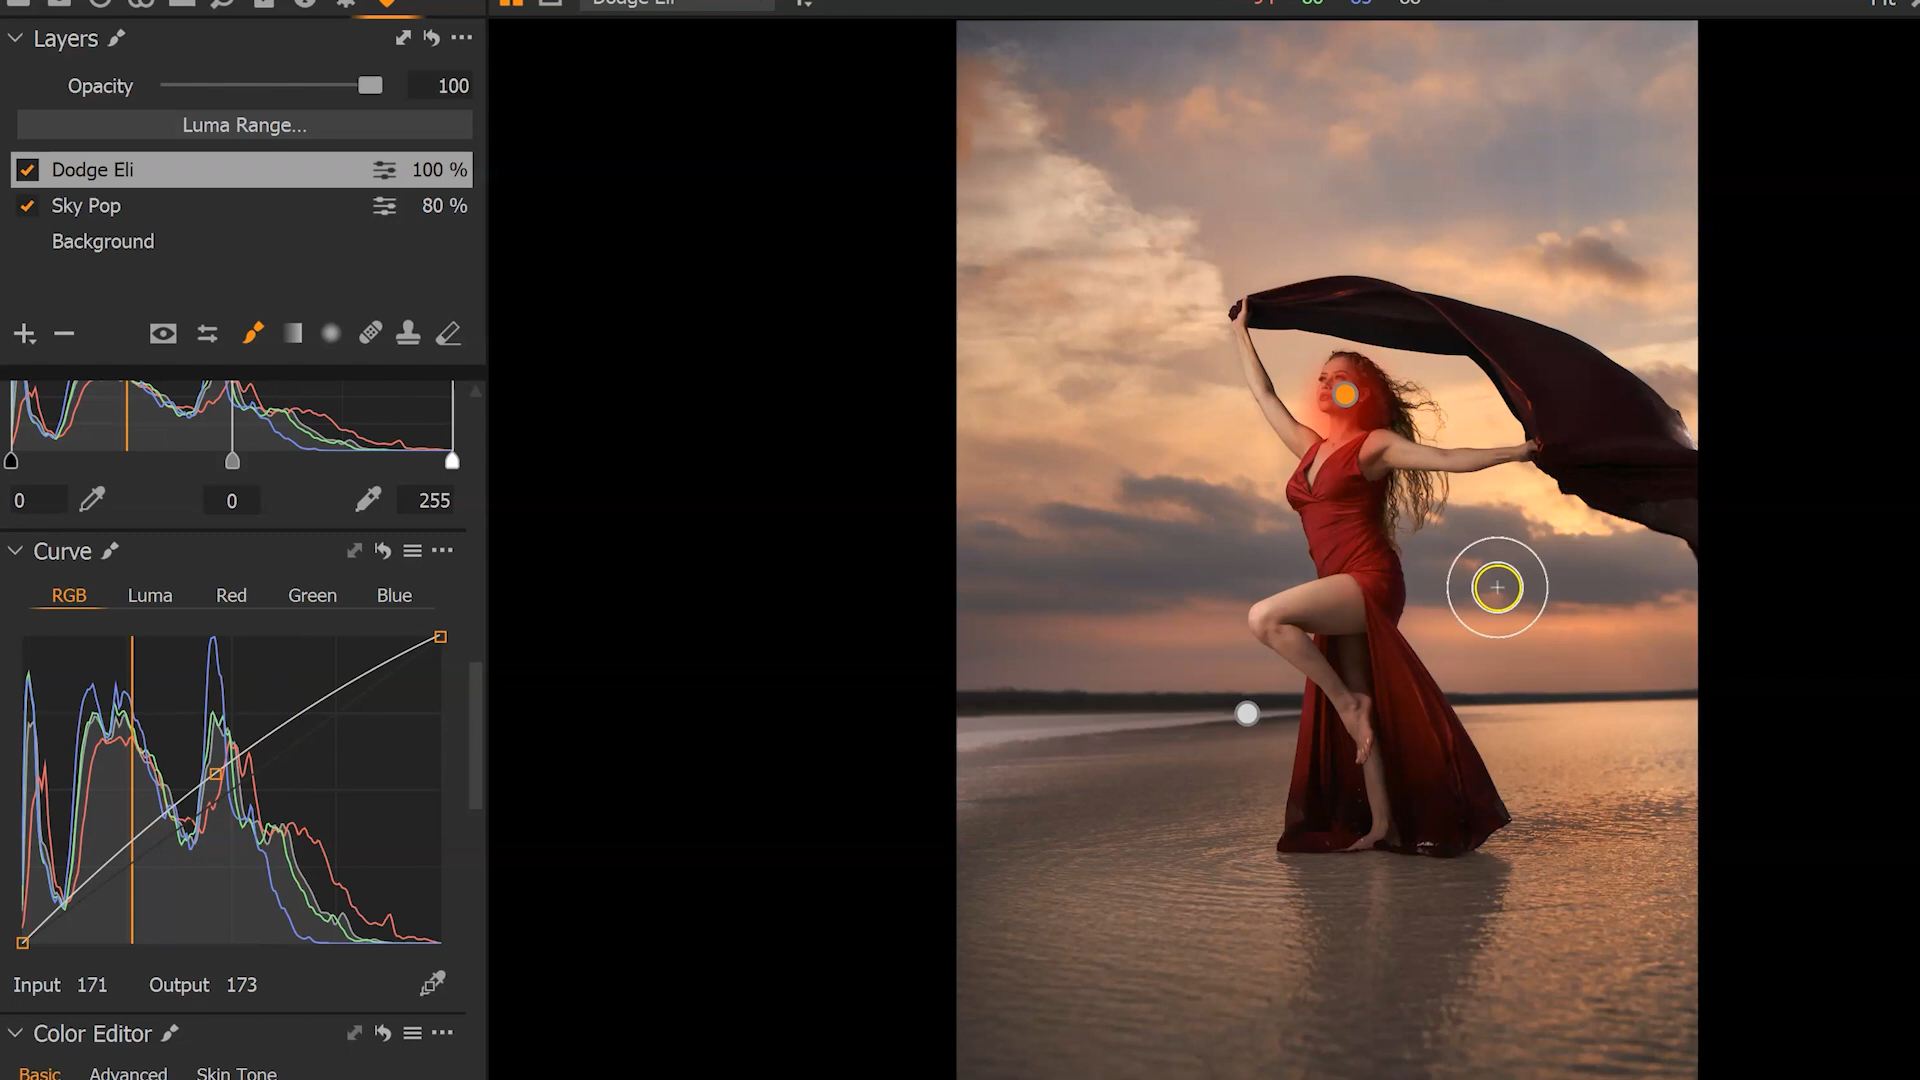 Dodge Eli
Fit
Layers
Opacity 100
Luma Range...
Dodge Eli 100 %
Sky Pop 80 %
Background
0 0 255
Curve
RGB Luma Red Green Blue
Input 171 Output 173
Color Editor
Basic Advanced Skin Tone